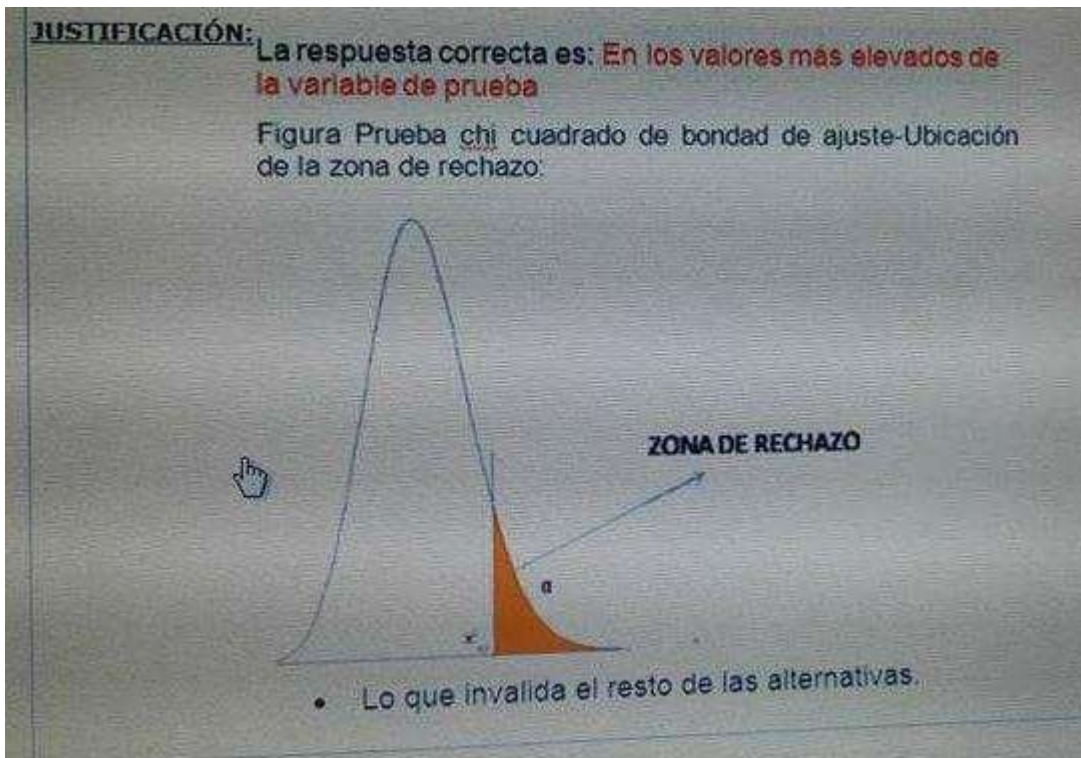 JUSTIFICACIÓN:
La respuesta correcta es: En los valores más elevados de
la variable de prueba
Figura Prueba chi cuadrado de bondad de ajuste-Ubicación
de la zona de rechazo:
ZONA DE RECHAZO
α
• Lo que invalida el resto de las alternativas.